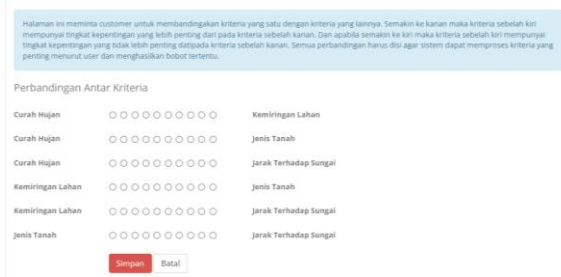 Halaman ini meminta customer untuk membandingakan kriteria yang satu dengan kriteria yang lainnya. Semakin ke kanan maka kriteria sebelah kiri
mempunyai tingkat kepentingan yang lebih penting dari pada kriteria sebelah kanan. Dan apabila semakin ke kiri maka kriteria sebelah kiri mempunyai
tingkat kepentingan yang tidak lebih penting datipada kriteria sebelah kanan. Semua perbandingan harus disi agar sistem dapat memproses kriteria yang
penting menurut user dan menghasilkan bobot tertentu.
Perbandingan Antar Kriteria
Curah Hujan Kemiringan Lahan
Curah Hujan Jenis Tanah
Curah Hujan Jarak Terhadap Sungai
Kemiringan Lahan Jenis Tanah
Kemiringan Lahan Jarak Terhadap Sungai
Jenis Tanah Jarak Terhadap Sungai
Simpan Batal